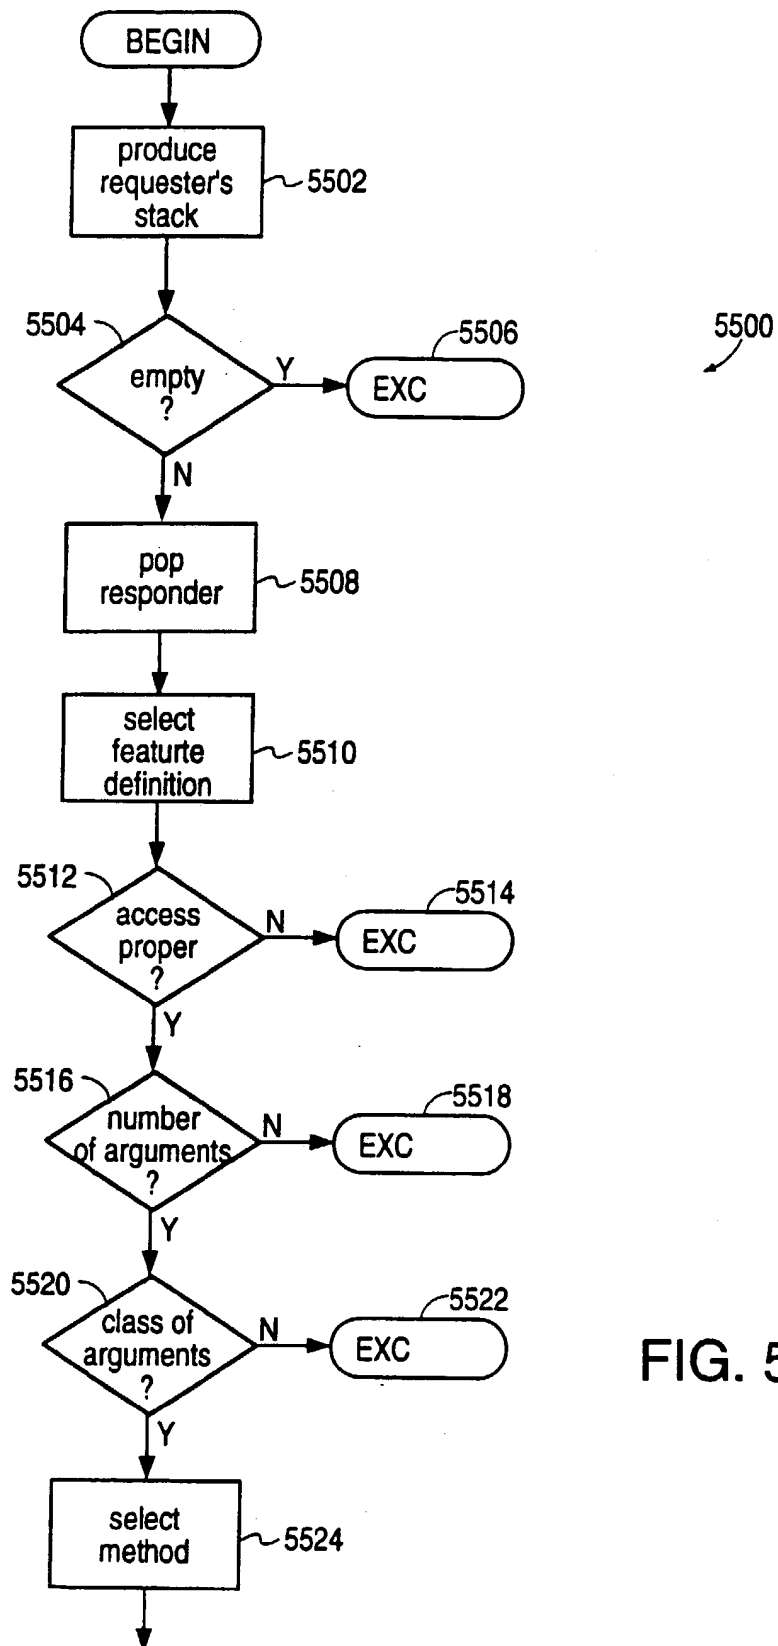 BEGIN
produce
requester's
stack
5502
5504
empty
?
Y
5506
EXC
5500
N
pop
responder
5508
select
featurte
definition
5510
5512
access
proper
?
N
5514
EXC
Y
5516
number
of arguments
?
N
5518
EXC
Y
5520
class of
arguments
?
N
5522
EXC
FIG. 5
Y
select
method
5524